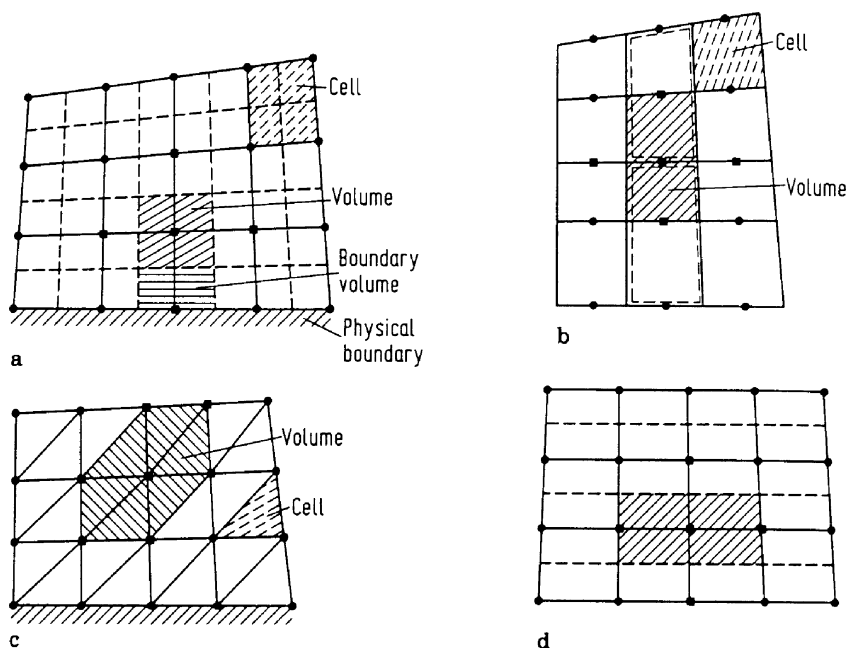 Cell
Volume
Boundary
volume
Physical
boundary
a
Cell
Volume
b
Volume
Cell
c
d